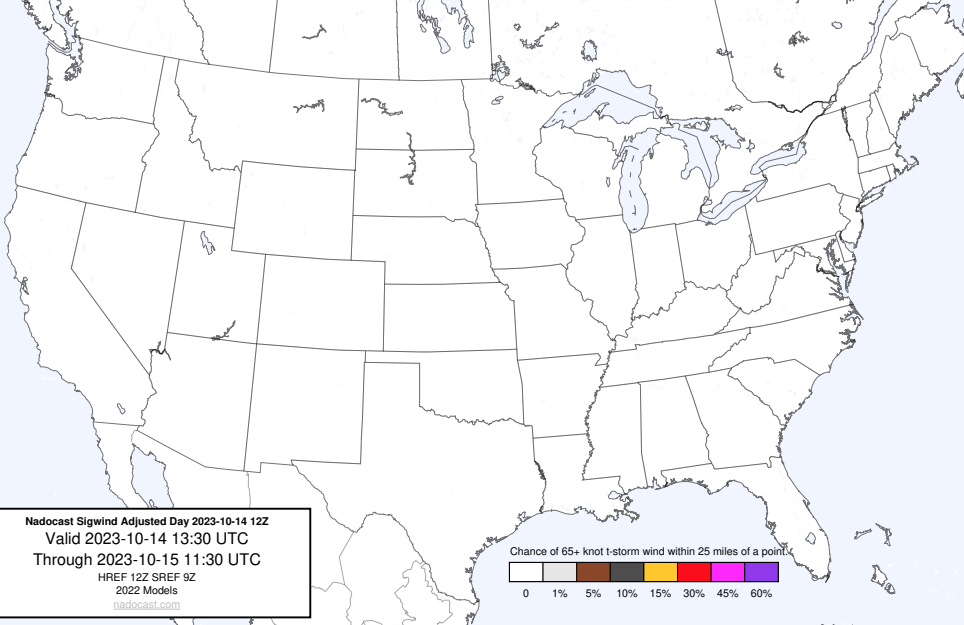 Nadocast Sigwind Adjusted Day 2023-10-14 12Z
Valid 2023-10-14 13:30 UTC
Through 2023-10-15 11:30 UTC
HREF 12Z SREF 9Z
2022 Models
nadocast.com
Chance of 65+ knot t-storm wind within 25 miles of a point.
0 1% 5% 10% 15% 30% 45% 60%